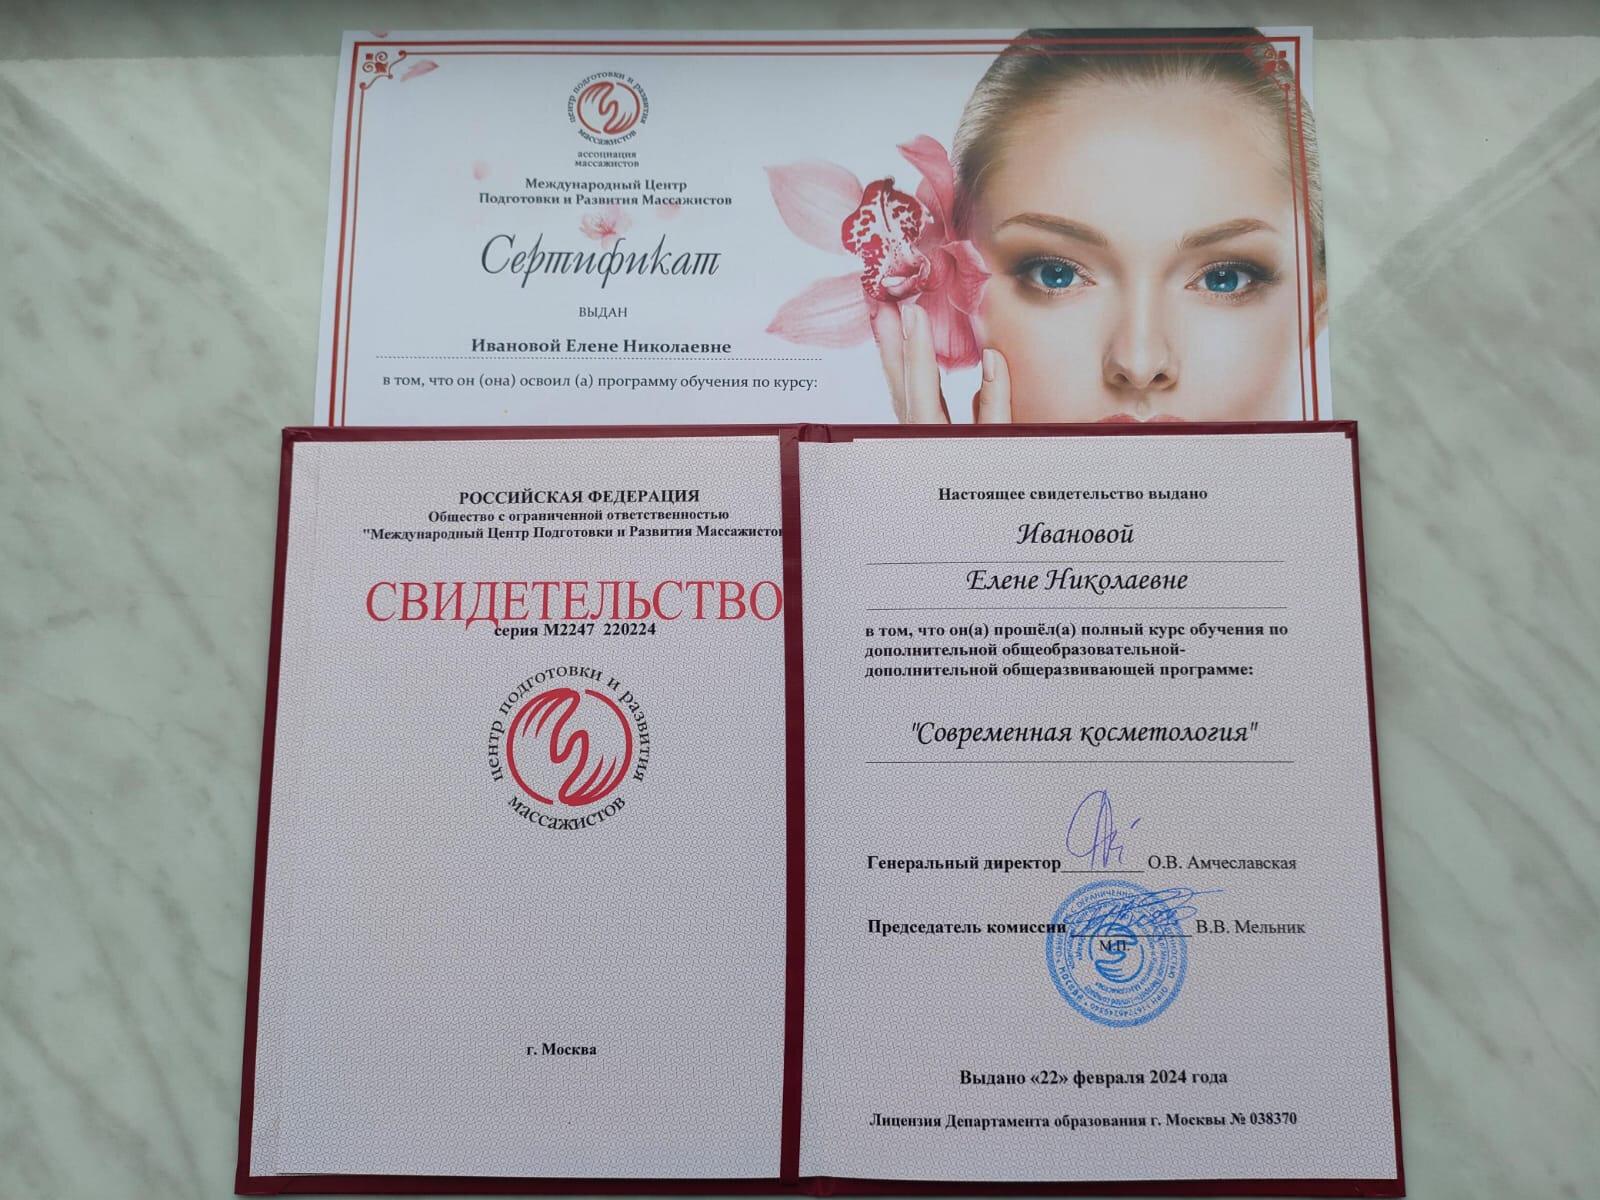 центр подготовки и развития
массажистов
ассоциация
массажистов
Международный Центр
Подготовки и Развития Массажистов
Сертификат
ВЫДАН
Ивановой Елене Николаевне
в том, что он (она) освоил (а) программу обучения по курсу:
РОССИЙСКАЯ ФЕДЕРАЦИЯ
Общество с ограниченной ответственностью
"Международный Центр Подготовки и Развития Массажистов
СВИДЕТЕЛЬСТВО
серия М2247 220224
центр подготовки и развития
массажистов
г. Москва
Настоящее свидетельство выдано
Ивановой
Елене Николаевне
в том, что он(а) прошёл(а) полный курс обучения по
дополнительной общеобразовательной-
дополнительной общеразвивающей программе:
"Современная косметология"
Генеральный директор О.В. Амчеславская
Председатель комиссии В.В. Мельник
М.П.
Выдано «22» февраля 2024 года
Лицензия Департамента образования г. Москвы № 038370